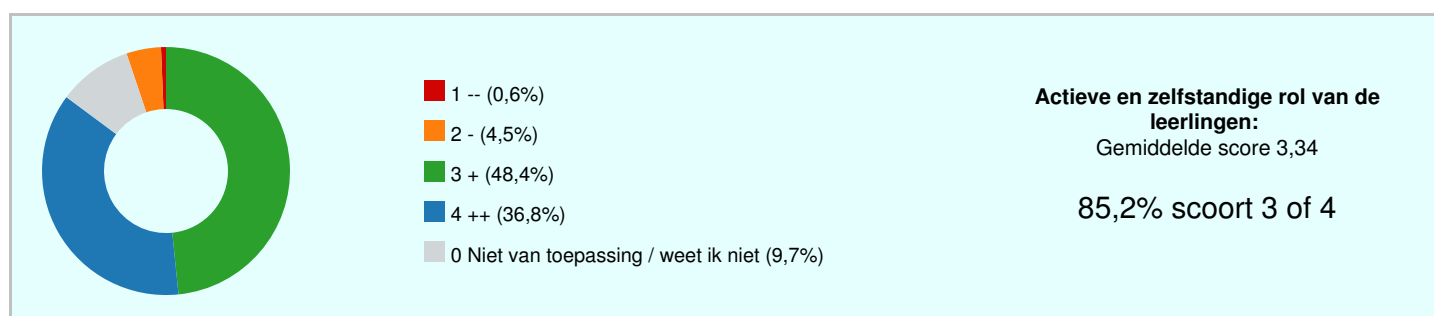 1 -- (0,6%)
2 - (4,5%)
3 + (48,4%)
4 ++ (36,8%)
0 Niet van toepassing / weet ik niet (9,7%)
Actieve en zelfstandige rol van de
leerlingen:
Gemiddelde score 3,34
85,2% scoort 3 of 4